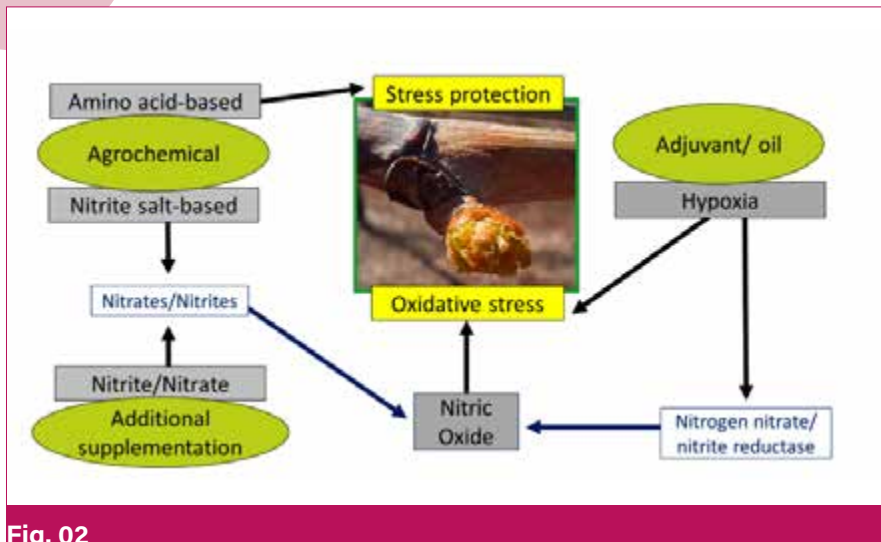 Amino acid-based
Agrochemical
Nitrite salt-based
Nitrates/Nitrites
Nitrite/Nitrate
Additional
supplementation
Stress protection
Oxidative stress
Nitric
Oxide
Adjuvant/ oil
Hypoxia
Nitrogen nitrate/
nitrite reductase
Fig. 02